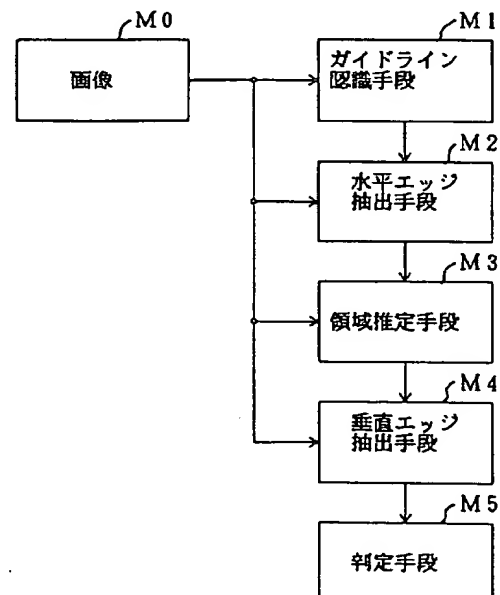 M0
画像
M1
ガイドライン
認識手段
M2
水平エッジ
抽出手段
M3
領域推定手段
M4
垂直エッジ
抽出手段
M5
判定手段